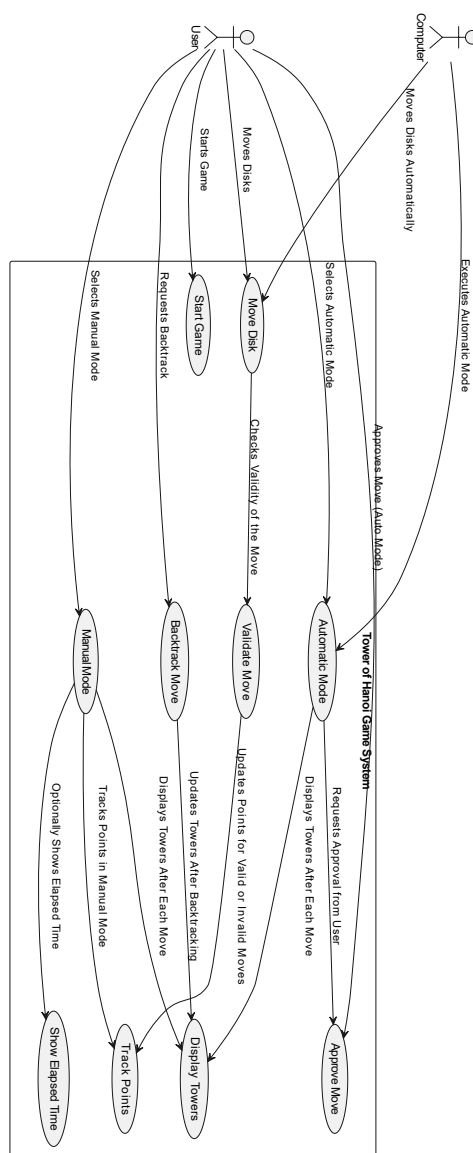 Computer
User
Executes Automatic Mode
Moves Disks Automatically
Approves Move (Auto Mode)
Selects Automatic Mode
Moves Disks
Starts Game
Requests Backtrack
Selects Manual Mode
Tower of Hanoi Game System
Move Disk
Start Game
Checks Validity of the Move
Automatic Mode
Validate Move
Backtrack Move
Manual Mode
Requests Approval from User
Displays Towers After Each Move
Updates Points for Valid or Invalid Moves
Updates Towers After Backtracking
Displays Towers After Each Move
Tracks Points in Manual Mode
Optionally Shows Elapsed Time
Approve Move
Display Towers
Track Points
Show Elapsed Time